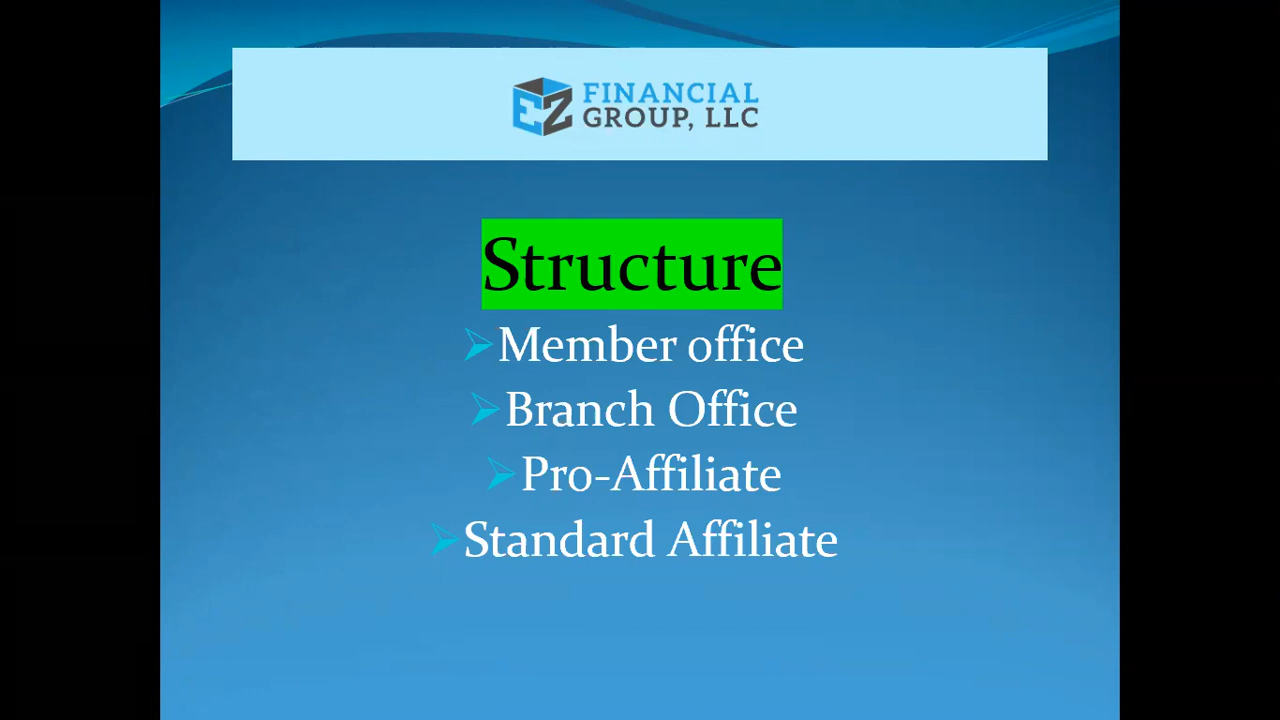 EZ FINANCIAL
GROUP, LLC
Structure
Member office
Branch Office
Pro-Affiliate
Standard Affiliate